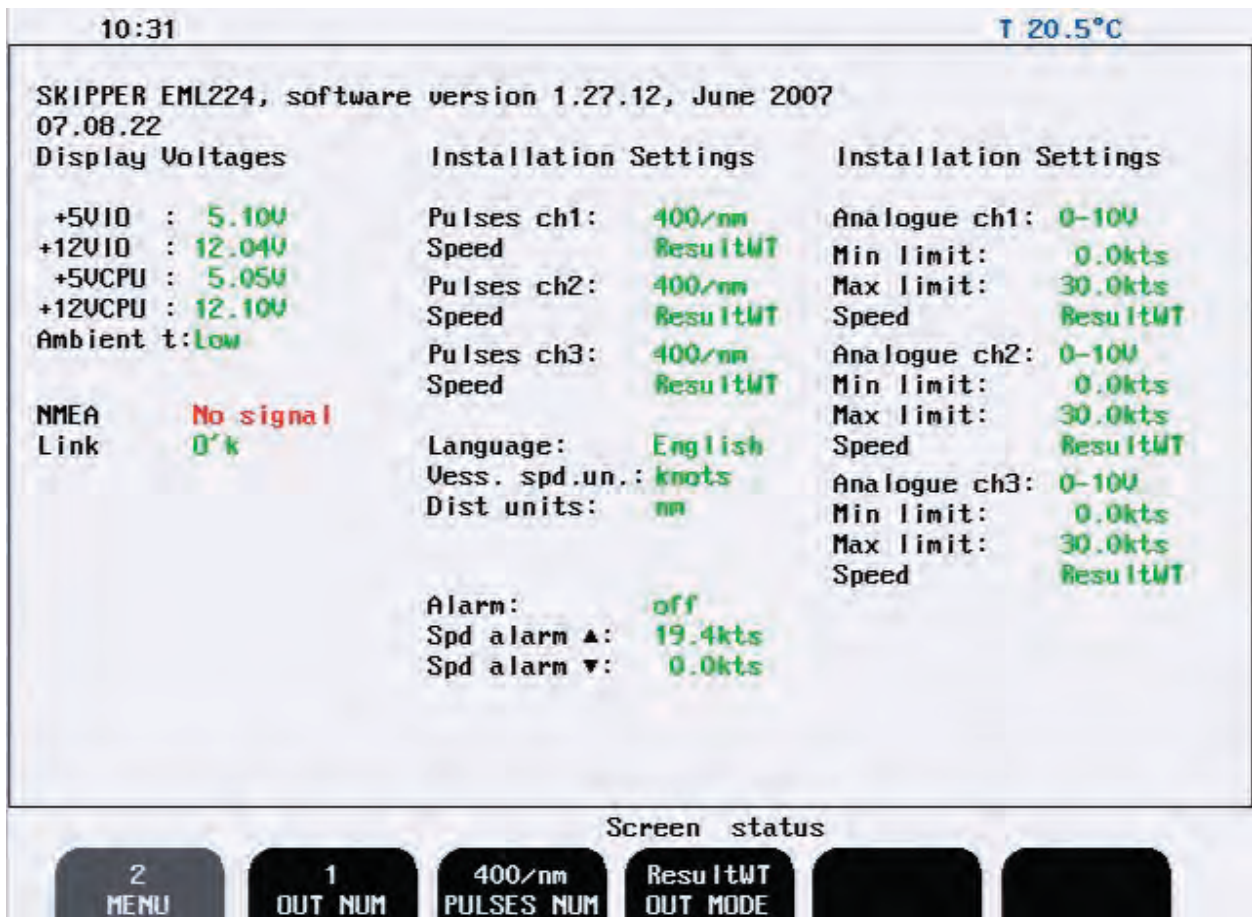 10:31
T 20.5°C
SKIPPER EML224, software version 1.27.12, June 2007
07.08.22
Display Voltages
+5VIO : 5.10V
+12VIO : 12.04V
+5VCPU : 5.05V
+12VCPU : 12.10V
Ambient t:Low
NMEA No signal
Link O´k
Installation Settings
Pulses ch1: 400/nm
Speed ResultWT
Pulses ch2: 400/nm
Speed ResultWT
Pulses ch3: 400/nm
Speed ResultWT
Language: English
Vess. spd.un.: knots
Dist units: nm
Alarm: off
Spd alarm ▲: 19.4kts
Spd alarm ▼: 0.0kts
Installation Settings
Analogue ch1: 0-10V
Min limit: 0.0kts
Max limit: 30.0kts
Speed ResultWT
Analogue ch2: 0-10V
Min limit: 0.0kts
Max limit: 30.0kts
Speed ResultWT
Analogue ch3: 0-10V
Min limit: 0.0kts
Max limit: 30.0kts
Speed ResultWT
Screen status
2
MENU
1
OUT NUM
400/nm
PULSES NUM
ResultWT
OUT MODE